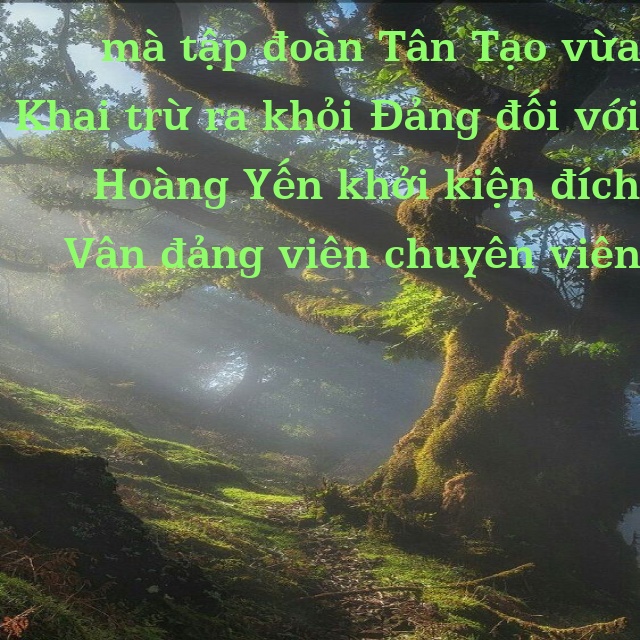 mà tập đoàn Tân Tạo vừa
Khai trừ ra khỏi Đảng đối với
Hoàng Yến khởi kiện đích
Vân đảng viên chuyên viên